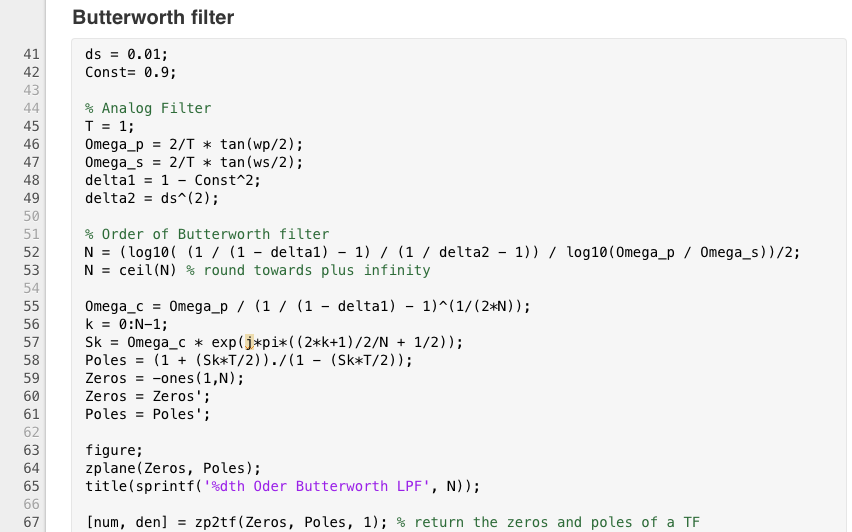 Butterworth filter
41 ds = 0.01;
42 Const= 0.9;
43
44 % Analog Filter
45 T = 1;
46 Omega_p = 2/T * tan(wp/2);
47 Omega_s = 2/T * tan(ws/2);
48 delta1 = 1 - Const^2;
49 delta2 = ds^(2);
50
51 % Order of Butterworth filter
52 N = (log10( (1 / (1 - delta1) - 1) / (1 / delta2 - 1)) / log10(Omega_p / Omega_s))/2;
53 N = ceil(N) % round towards plus infinity
54
55 Omega_c = Omega_p / (1 / (1 - delta1) - 1)^(1/(2*N));
56 k = 0:N-1;
57 Sk = Omega_c * exp(j*pi*((2*k+1)/2/N + 1/2));
58 Poles = (1 + (Sk*T/2))./(1 - (Sk*T/2));
59 Zeros = -ones(1,N);
60 Zeros = Zeros';
61 Poles = Poles';
62
63 figure;
64 zplane(Zeros, Poles);
65 title(sprintf('%dth Oder Butterworth LPF', N));
66
67 [num, den] = zp2tf(Zeros, Poles, 1); % return the zeros and poles of a TF